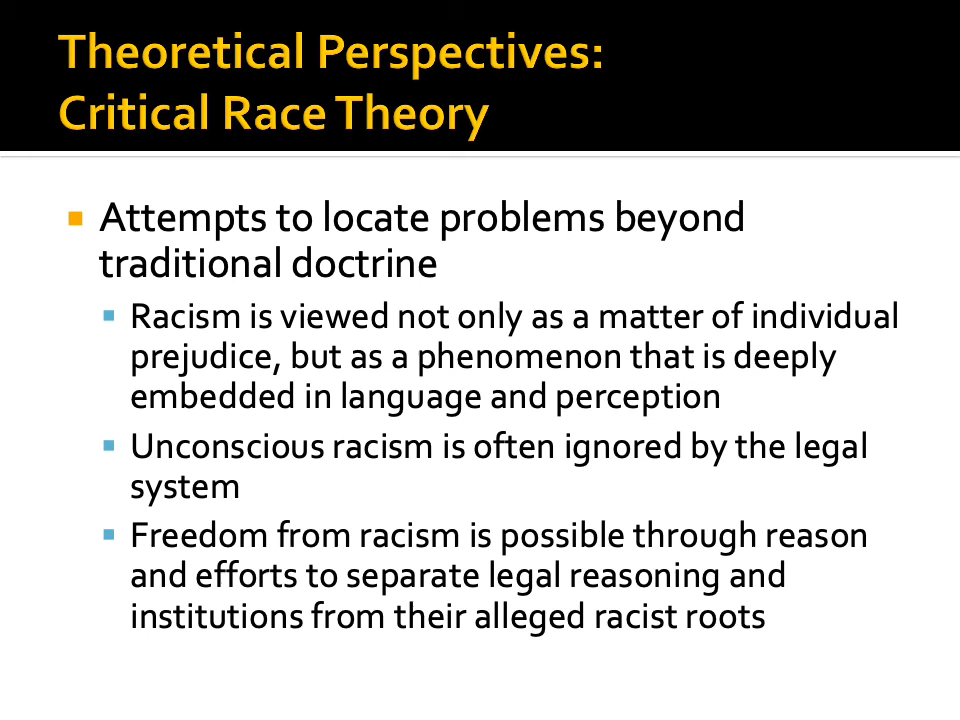 Theoretical Perspectives:
Critical Race Theory
Attempts to locate problems beyond
traditional doctrine
Racism is viewed not only as a matter of individual
prejudice, but as a phenomenon that is deeply
embedded in language and perception
Unconscious racism is often ignored by the legal
system
Freedom from racism is possible through reason
and efforts to separate legal reasoning and
institutions from their alleged racist roots